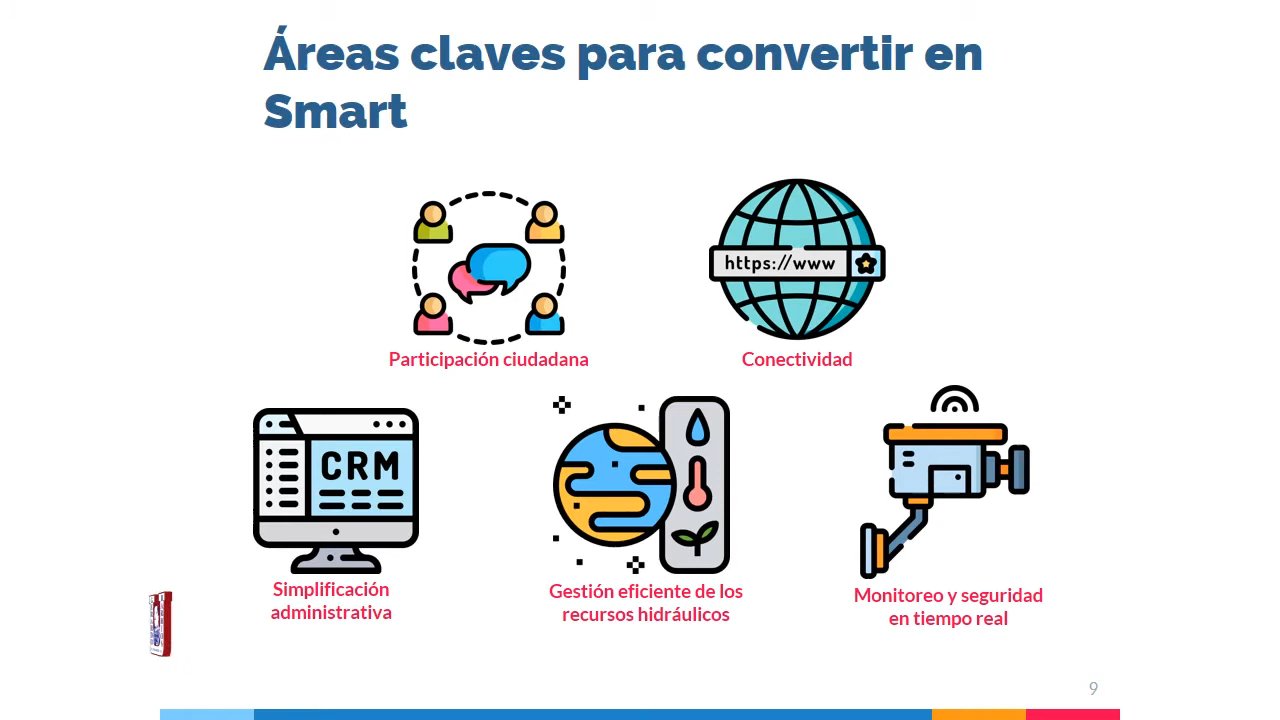 Áreas claves para convertir en
Smart
https://www
Participación ciudadana
Conectividad
CRM
Simplificación
administrativa
Gestión eficiente de los
recursos hidráulicos
Monitoreo y seguridad
en tiempo real
9